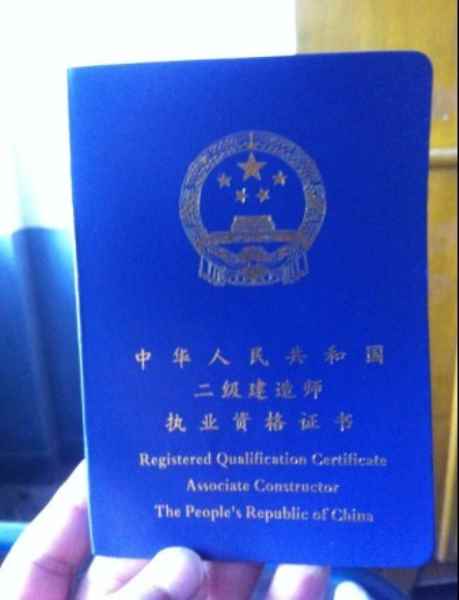 中华人民共和国
二级建造师
执业资格证书
Registered Qualification Certificate
Associate Constructor
The People's Republic of China